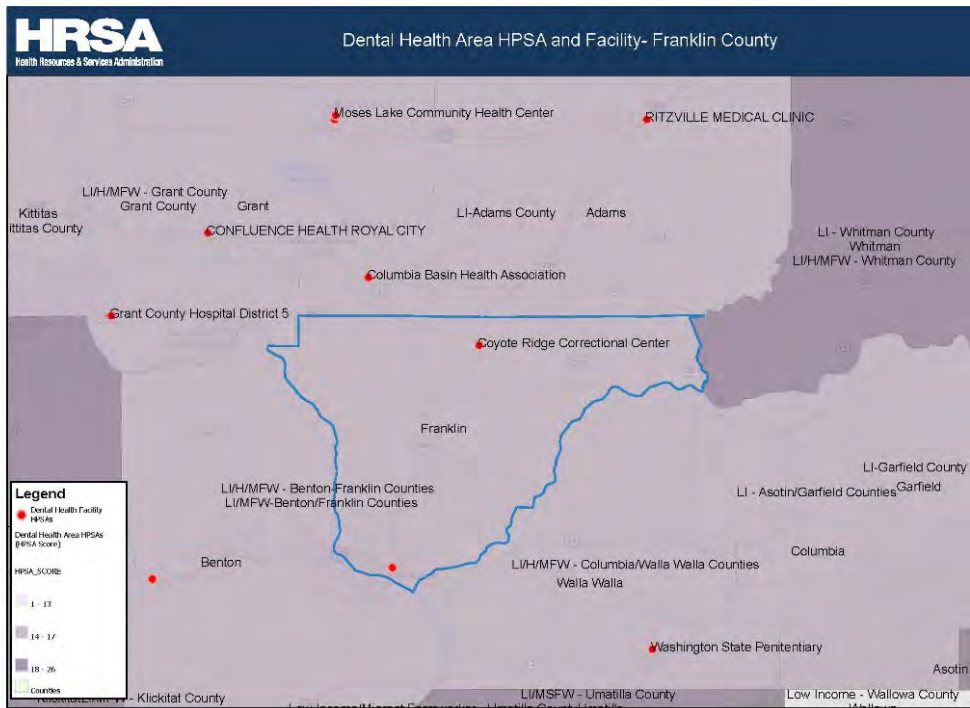 HRSA
Health Resources & Services Administration
Dental Health Area HPSA and Facility- Franklin County
Moses Lake Community Health Center
RITZVILLE MEDICAL CLINIC
LI/H/MFW - Grant County
Grant County
Grant
Kittitas
ittitas County
LI-Adams County
Adams
CONFLUENCE HEALTH ROYAL CITY
LI - Whitman County
Whitman
LI/H/MFW - Whitman County
Columbia Basin Health Association
Grant County Hospital District 5
Coyote Ridge Correctional Center
Franklin
LI/H/MFW - Benton-Franklin Counties
LI/MFW-Benton/Franklin Counties
LI-Garfield County
Garfield
LI - Asotin/Garfield Counties
Columbia
Benton
LI/H/MFW - Columbia/Walla Walla Counties
Walla Walla
Washington State Penitentiary
Asotin
Legend
Dental Health Facility
HPSAs
Dental Health Area HPSAs
(HPSA Score)
HPSA_SCORE
1 - 13
14 - 17
18 - 26
Counties
- Klickitat County
LI/MSFW - Umatilla County
Low Income - Wallowa County